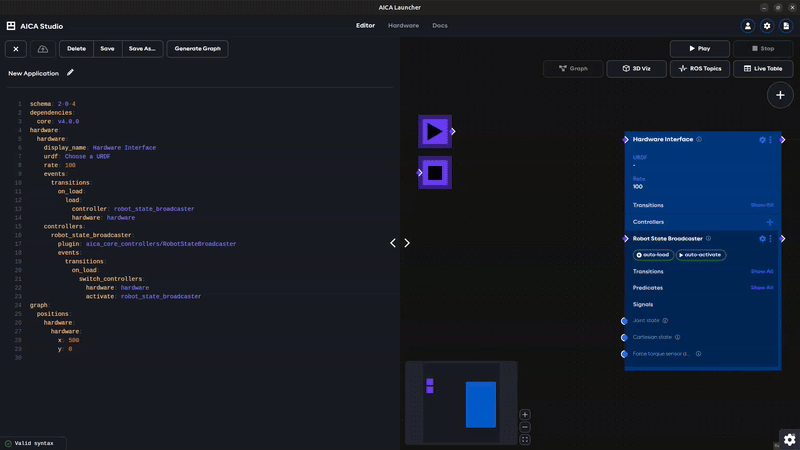 AICA Launcher
AICA Studio
Editor
Hardware
Docs
Delete
Save
Save As...
Generate Graph
Play
Stop
Graph
3D Viz
ROS Topics
Live Table
New Application
1 schema: 2-0-4
2 dependencies:
3 core: v4.0.0
4 hardware:
5 hardware:
6 display_name: Hardware Interface
7 urdf: Choose a URDF
8 rate: 100
9 events:
10 transitions:
11 on_load:
12 load:
13 controller: robot_state_broadcaster
14 hardware: hardware
15 controllers:
16 robot_state_broadcaster:
17 plugin: aica_core_controllers/RobotStateBroadcaster
18 events:
19 transitions:
20 on_load:
21 switch_controllers:
22 hardware: hardware
23 activate: robot_state_broadcaster
24 graph:
25 positions:
26 hardware:
27 hardware:
28 x: 500
29 y: 0
30
Hardware Interface
URDF
-
Rate
100
Transitions Show All
Controllers +
Robot State Broadcaster
auto-load
auto-activate
Transitions Show All
Predicates Show All
Signals
Joint state
Cartesian state
Force torque sensor d...
Valid syntax